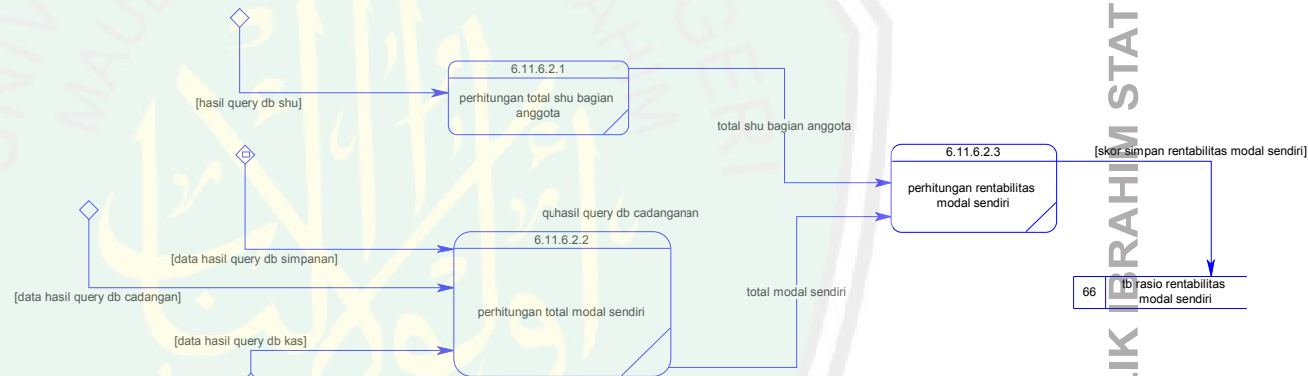 6.11.6.2.1
perhitungan total shu bagian
anggota
[hasil query db shu]
total shu bagian anggota
6.11.6.2.3
perhitungan rentabilitas
modal sendiri
[skor simpan rentabilitas modal sendiri]
quhasil query db cadanganan
6.11.6.2.2
perhitungan total modal sendiri
[data hasil query db simpanan]
[data hasil query db cadangan]
[data hasil query db kas]
total modal sendiri
66
tb rasio rentabilitas
modal sendiri
LIK IBRAHIM STAT